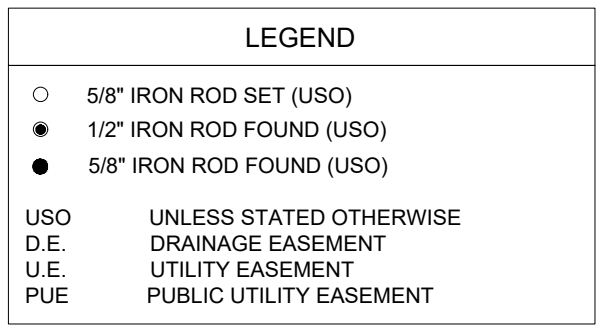 LEGEND
5/8" IRON ROD SET (USO)
1/2" IRON ROD FOUND (USO)
5/8" IRON ROD FOUND (USO)
USO UNLESS STATED OTHERWISE
D.E. DRAINAGE EASEMENT
U.E. UTILITY EASEMENT
PUE PUBLIC UTILITY EASEMENT